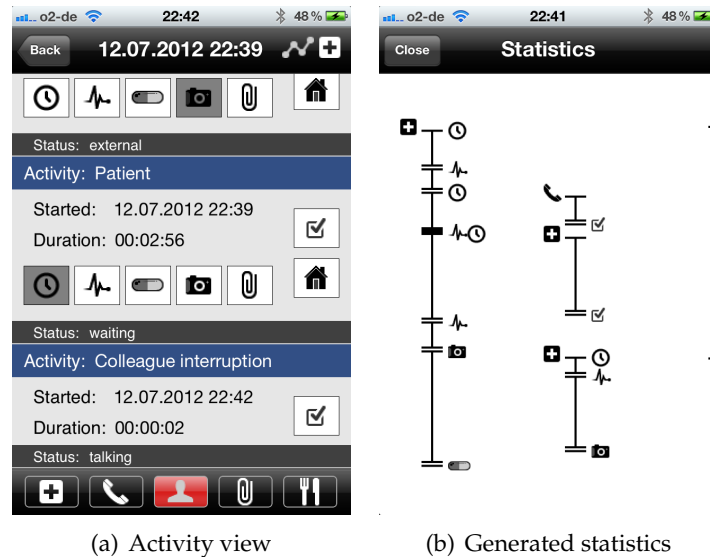 o2-de 22:42 48%
Back 12.07.2012 22:39
Status: external
Activity: Patient
Started: 12.07.2012 22:39
Duration: 00:02:56
Status: waiting
Activity: Colleague interruption
Started: 12.07.2012 22:42
Duration: 00:00:02
Status: talking
(a) Activity view
o2-de 22:41 48%
Close Statistics
(b) Generated statistics